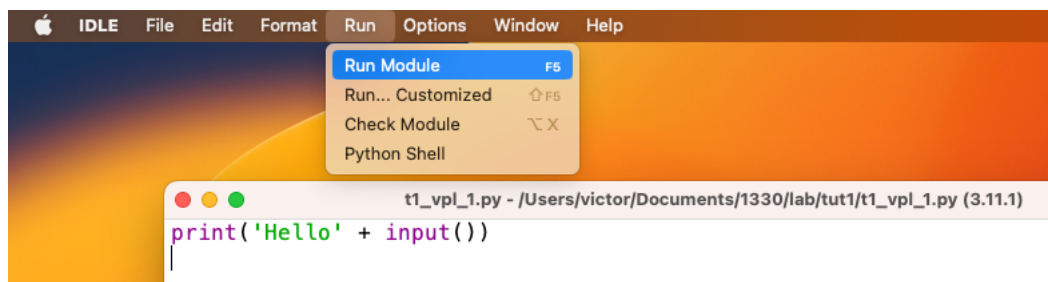 IDLE File Edit Format Run Options Window Help
Run Module F5
Run... Customized ⇧F5
Check Module ⌥X
Python Shell
t1_vpl_1.py - /Users/victor/Documents/1330/lab/tut1/t1_vpl_1.py (3.11.1)
print('Hello' + input())